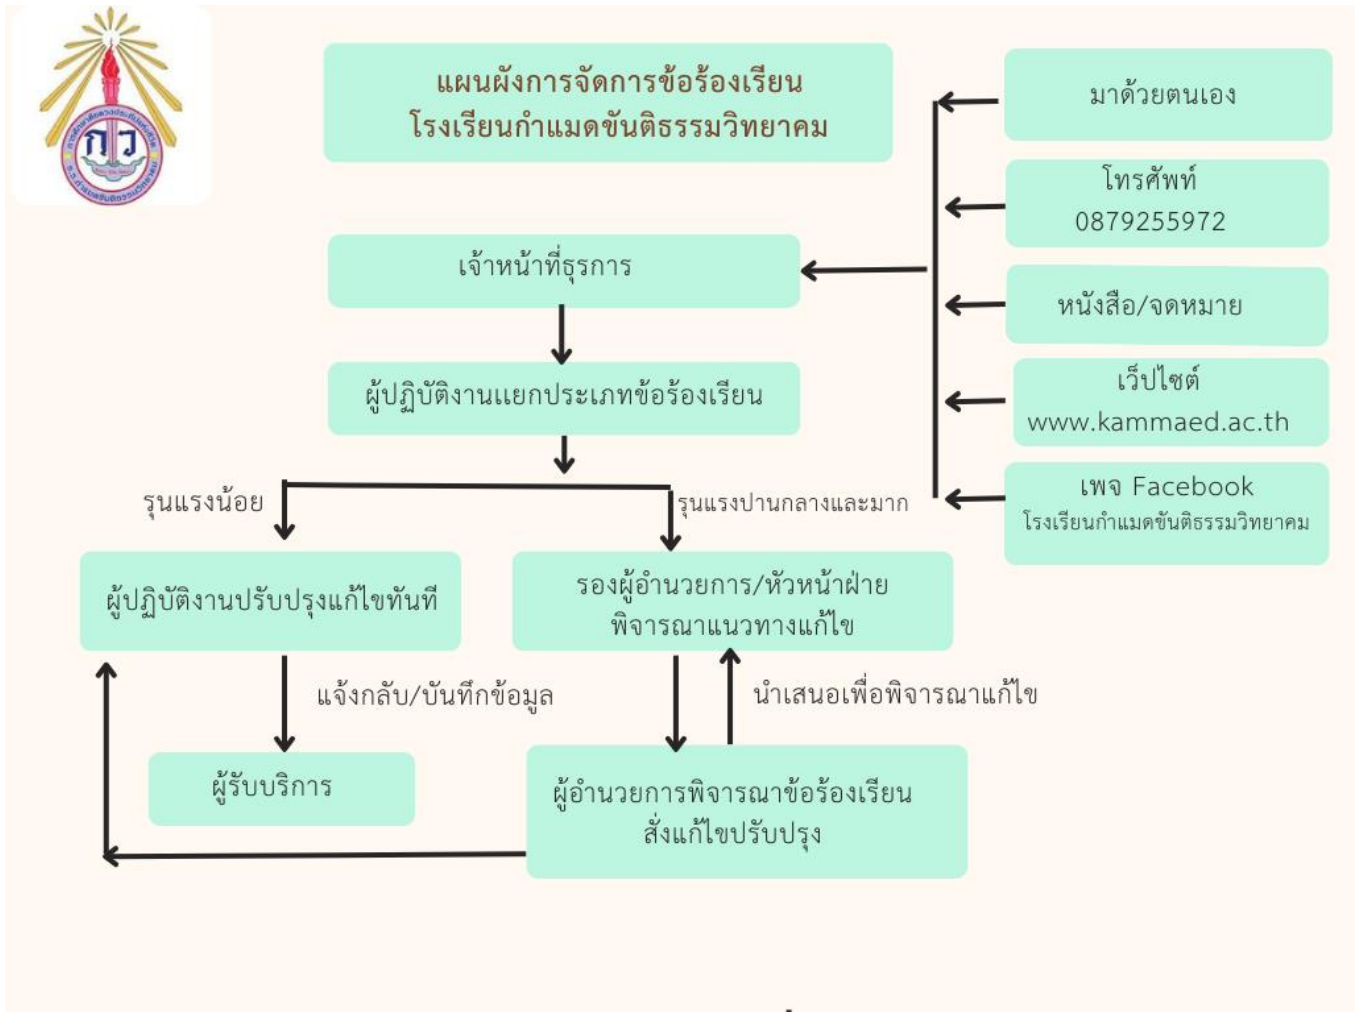 แผนผังการจัดการข้อร้องเรียน
โรงเรียนกำแมดขันติธรรมวิทยาคม
มาด้วยตนเอง
โทรศัพท์
0879255972
หนังสือ/จดหมาย
เว็ปไซต์
www.kammaed.ac.th
เพจ Facebook
โรงเรียนกำแมดขันติธรรมวิทยาคม
เจ้าหน้าที่ธุรการ
ผู้ปฏิบัติงานแยกประเภทข้อร้องเรียน
รุนแรงน้อย
รุนแรงปานกลางและมาก
ผู้ปฏิบัติงานปรับปรุงแก้ไขทันที
รองผู้อำนวยการ/หัวหน้าฝ่าย
พิจารณาแนวทางแก้ไข
แจ้งกลับ/บันทึกข้อมูล
นำเสนอเพื่อพิจารณาแก้ไข
ผู้รับบริการ
ผู้อำนวยการพิจารณาข้อร้องเรียน
สั่งแก้ไขปรับปรุง
กว